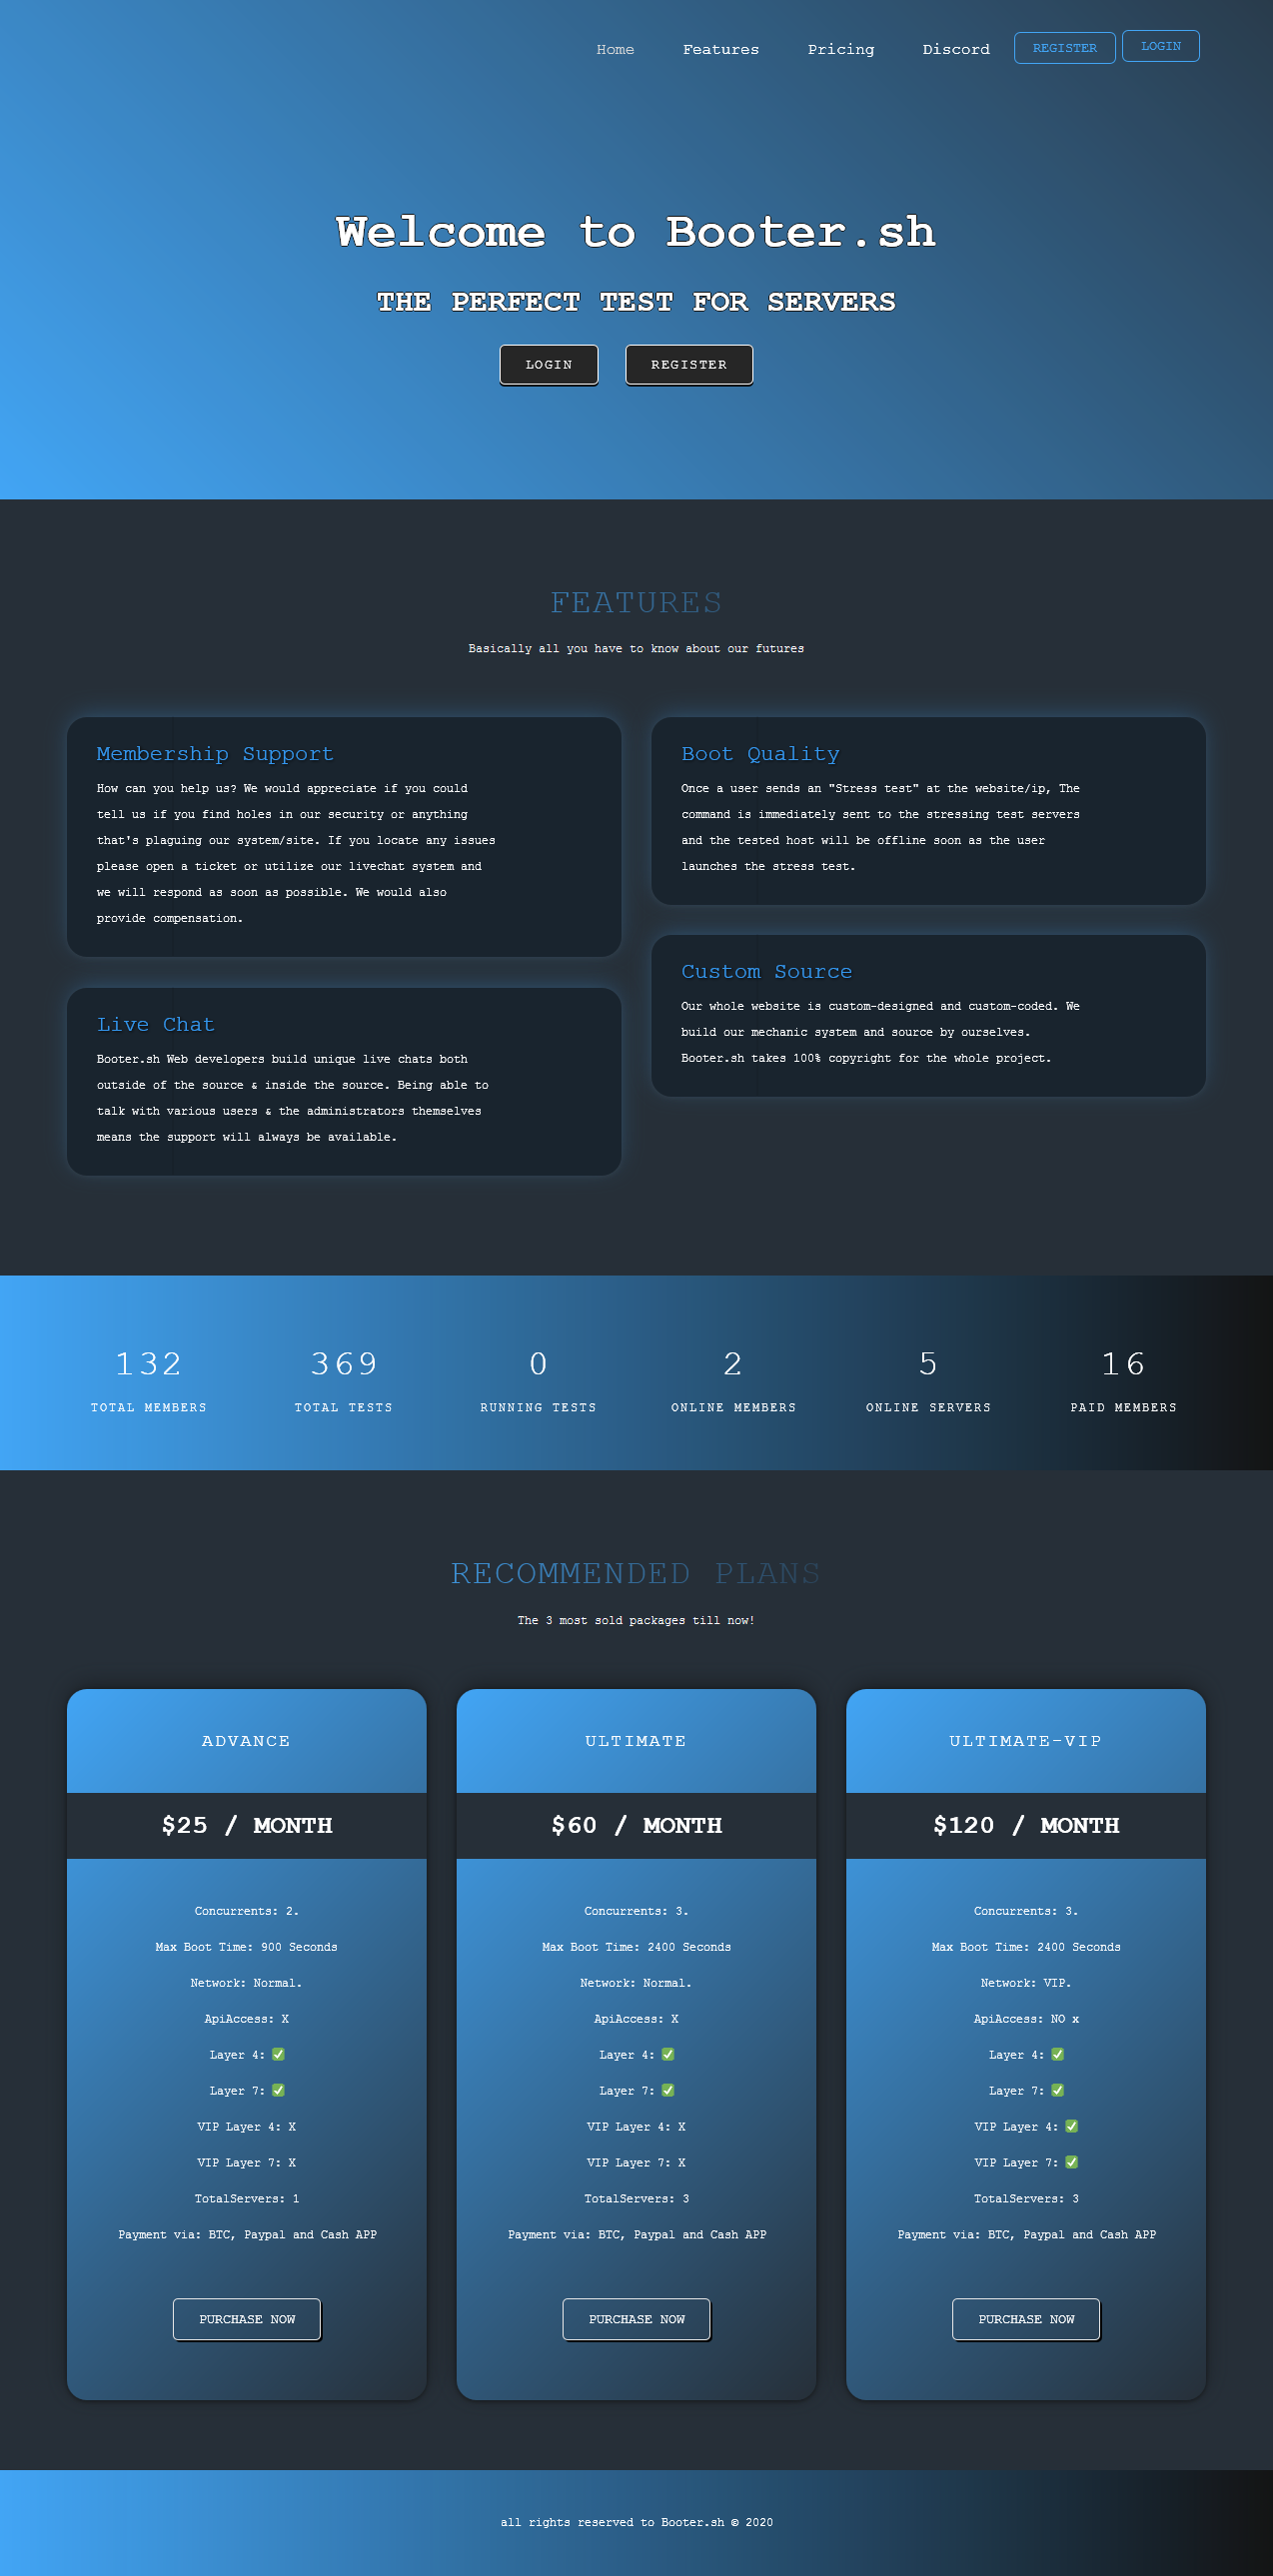 Home Features Pricing Discord REGISTER LOGIN
Welcome to Booter.sh
THE PERFECT TEST FOR SERVERS
LOGIN REGISTER
FEATURES
Basically all you have to know about our futures
Membership Support
How can you help us? We would appreciate if you could
tell us if you find holes in our security or anything
that's plaguing our system/site. If you locate any issues
please open a ticket or utilize our livechat system and
we will respond as soon as possible. We would also
provide compensation.
Live Chat
Booter.sh Web developers build unique live chats both
outside of the source & inside the source. Being able to
talk with various users & the administrators themselves
means the support will always be available.
Boot Quality
Once a user sends an "Stress test" at the website/ip, The
command is immediately sent to the stressing test servers
and the tested host will be offline soon as the user
launches the stress test.
Custom Source
Our whole website is custom-designed and custom-coded. We
build our mechanic system and source by ourselves.
Booter.sh takes 100% copyright for the whole project.
132 369 0 2 5 16
TOTAL MEMBERS TOTAL TESTS RUNNING TESTS ONLINE MEMBERS ONLINE SERVERS PAID MEMBERS
RECOMMENDED PLANS
The 3 most sold packages till now!
ADVANCE
$25 / MONTH
Concurrents: 2.
Max Boot Time: 900 Seconds
Network: Normal.
ApiAccess: X
Layer 4: ✅
Layer 7: ✅
VIP Layer 4: X
VIP Layer 7: X
TotalServers: 1
Payment via: BTC, Paypal and Cash APP
PURCHASE NOW
ULTIMATE
$60 / MONTH
Concurrents: 3.
Max Boot Time: 2400 Seconds
Network: Normal.
ApiAccess: X
Layer 4: ✅
Layer 7: ✅
VIP Layer 4: X
VIP Layer 7: X
TotalServers: 3
Payment via: BTC, Paypal and Cash APP
PURCHASE NOW
ULTIMATE-VIP
$120 / MONTH
Concurrents: 3.
Max Boot Time: 2400 Seconds
Network: VIP.
ApiAccess: NO x
Layer 4: ✅
Layer 7: ✅
VIP Layer 4: ✅
VIP Layer 7: ✅
TotalServers: 3
Payment via: BTC, Paypal and Cash APP
PURCHASE NOW
all rights reserved to Booter.sh © 2020